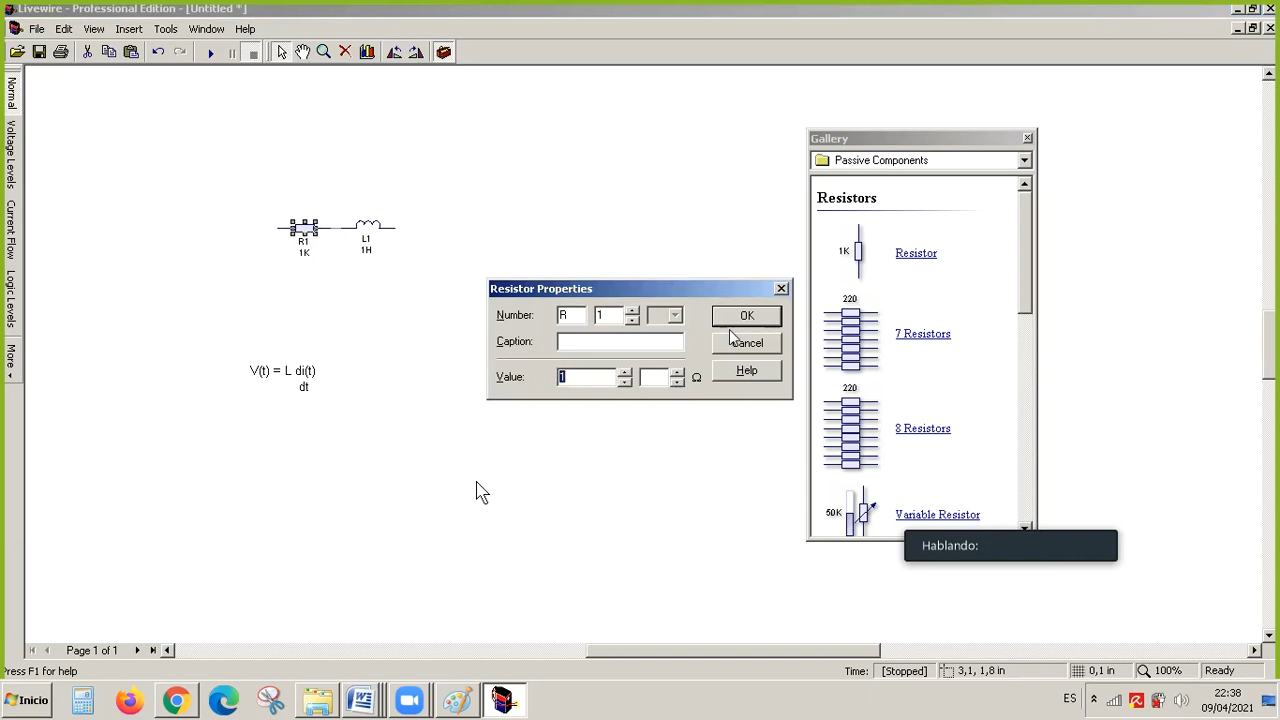 Livewire - Professional Edition - [Untitled *]
File Edit View Insert Tools Window Help
Normal
Voltage Levels
Current Flow
Logic Levels
More
R1
1K
L1
1H
V(t) = L di(t)
dt
Resistor Properties
Number: R 1
OK
Caption:
Cancel
Value: 1 Ω
Help
Gallery
Passive Components
Resistors
1K Resistor
220
7 Resistors
220
8 Resistors
50K Variable Resistor
Hablando:
Page 1 of 1
Press F1 for help
Time: [Stopped] 3,1, 1,8 in 0,1 in 100% Ready
Inicio
ES
22:38
09/04/2021